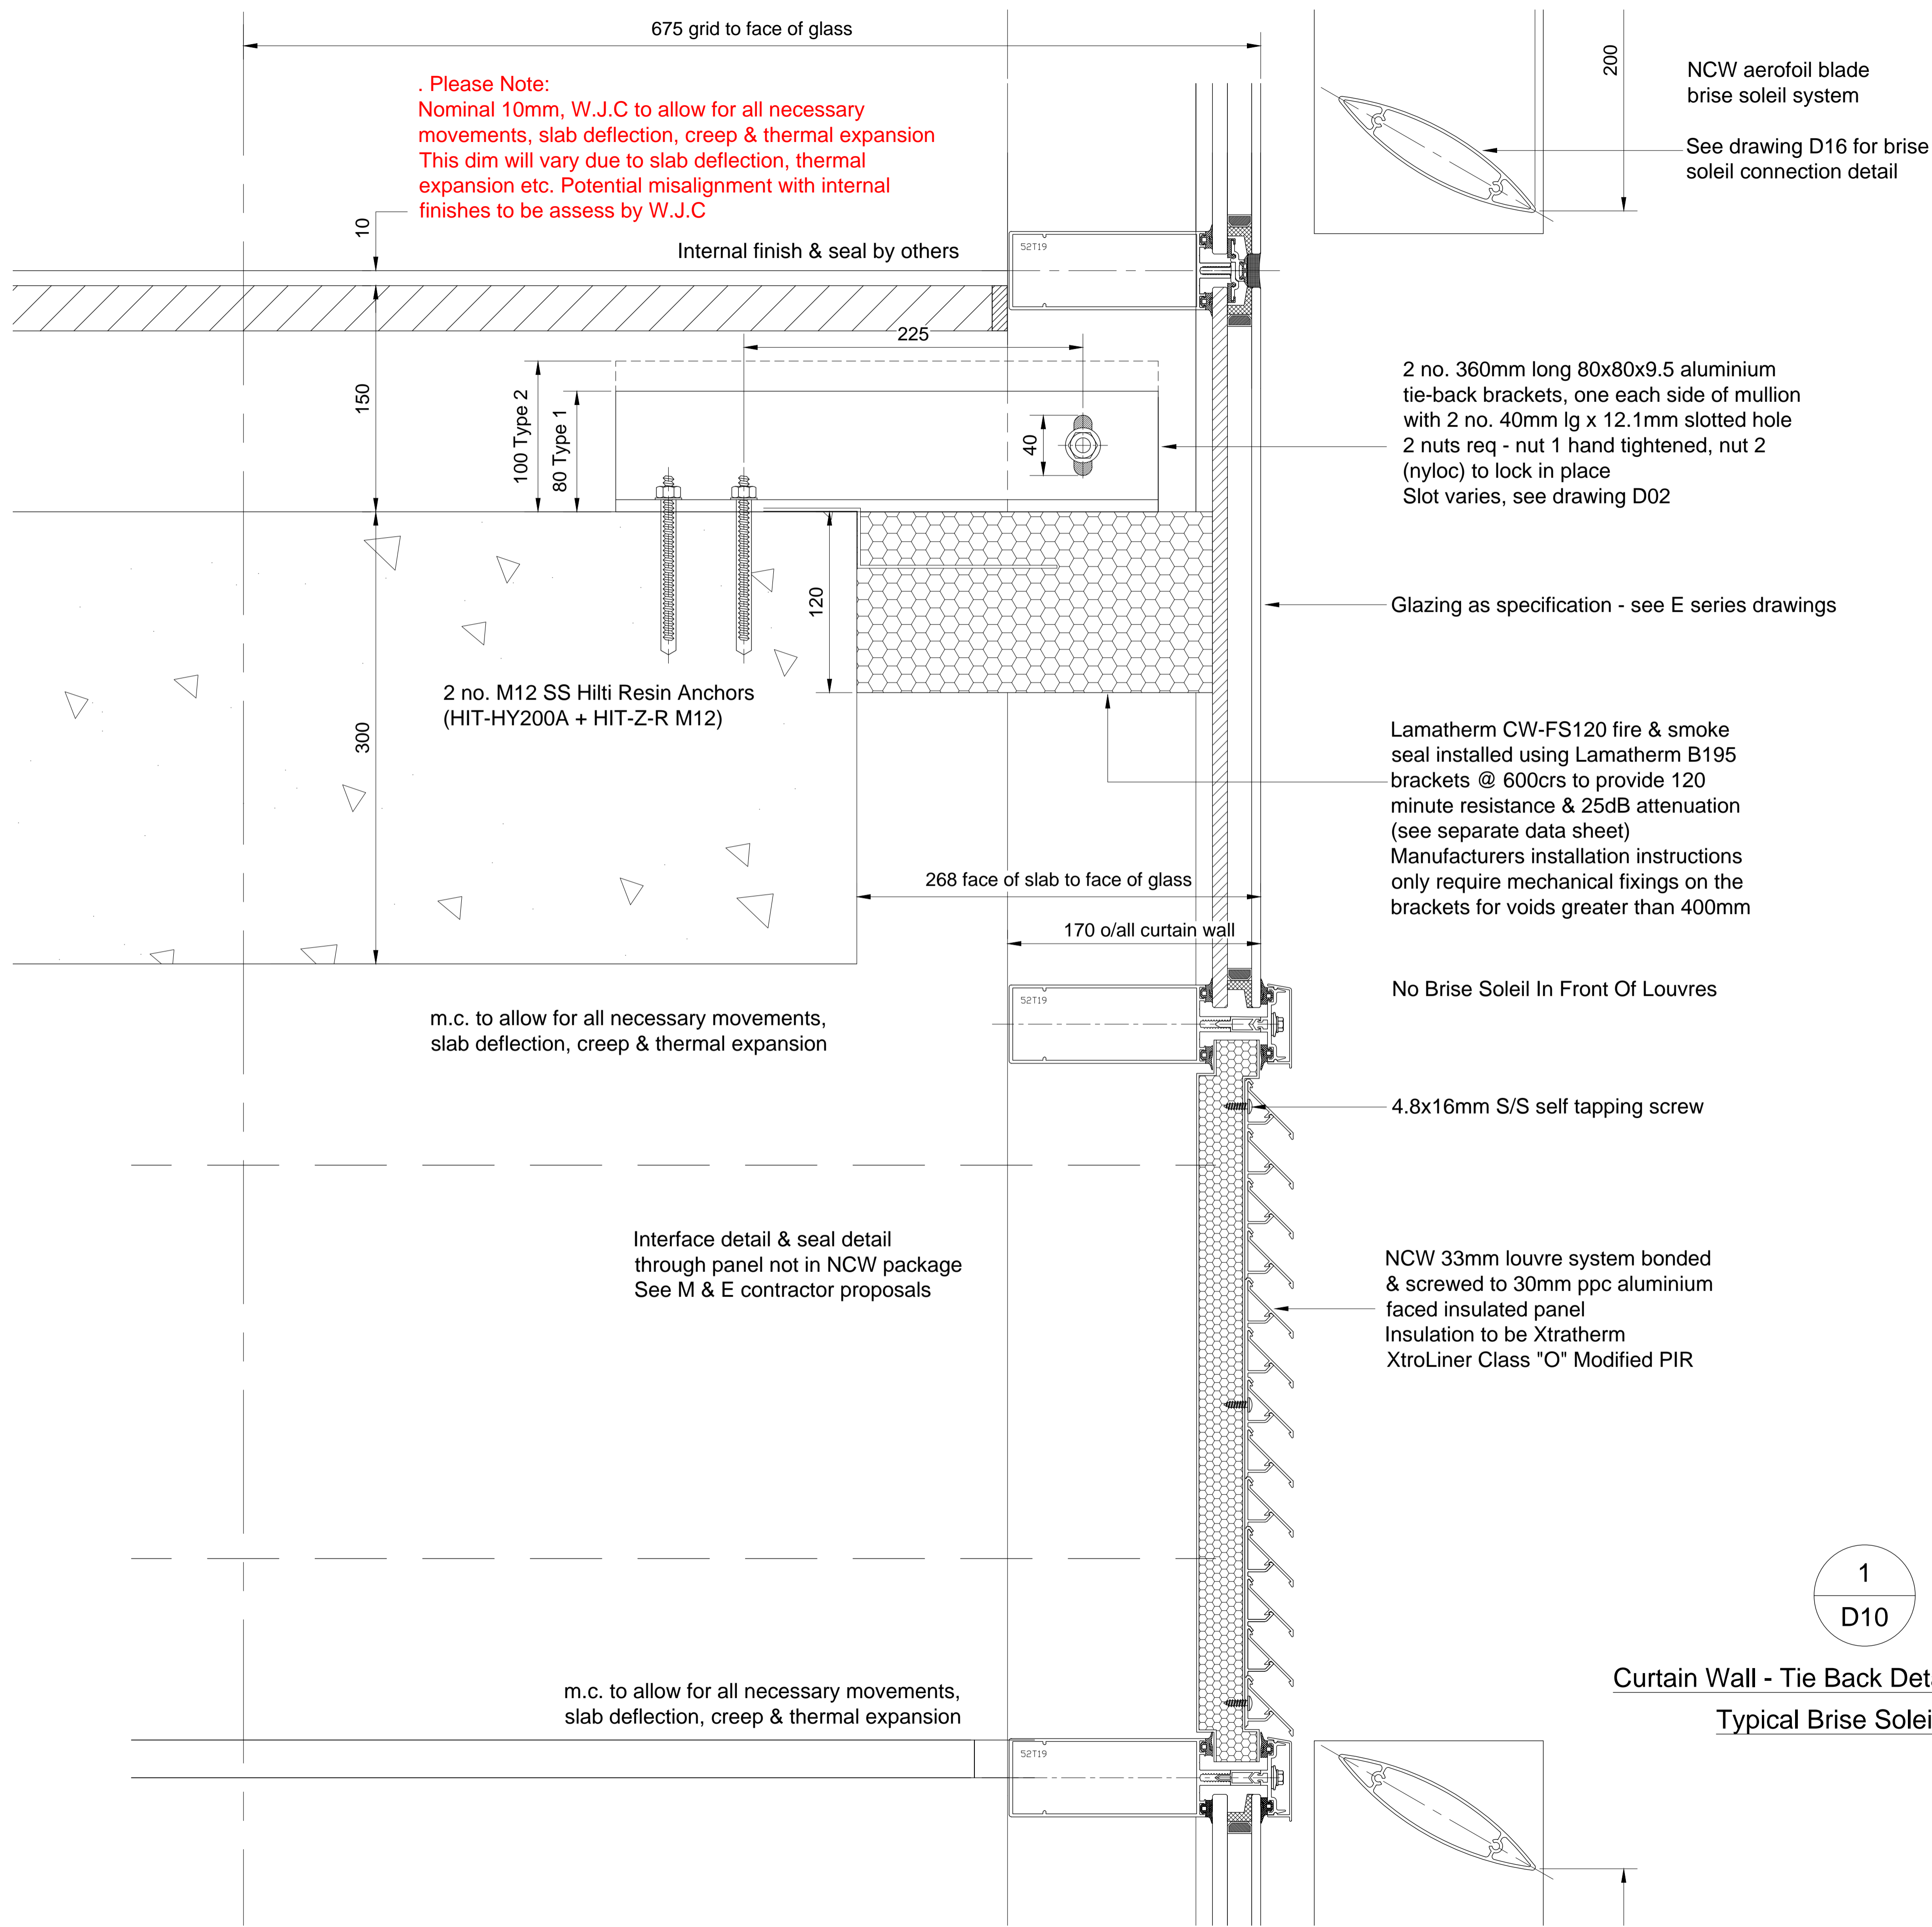 675 grid to face of glass
. Please Note:
Nominal 10mm, W.J.C to allow for all necessary
movements, slab deflection, creep & thermal expansion
This dim will vary due to slab deflection, thermal
expansion etc. Potential misalignment with internal
finishes to be assess by W.J.C
200
NCW aerofoil blade
brise soleil system
See drawing D16 for brise
soleil connection detail
10
Internal finish & seal by others
52T19
225
150
100 Type 2
80 Type 1
40
2 no. 360mm long 80x80x9.5 aluminium
tie-back brackets, one each side of mullion
with 2 no. 40mm lg x 12.1mm slotted hole
2 nuts req - nut 1 hand tightened, nut 2
(nyloc) to lock in place
Slot varies, see drawing D02
120
Glazing as specification - see E series drawings
2 no. M12 SS Hilti Resin Anchors
(HIT-HY200A + HIT-Z-R M12)
300
Lamatherm CW-FS120 fire & smoke
seal installed using Lamatherm B195
brackets @ 600crs to provide 120
minute resistance & 25dB attenuation
(see separate data sheet)
Manufacturers installation instructions
only require mechanical fixings on the
brackets for voids greater than 400mm
268 face of slab to face of glass
170 o/all curtain wall
No Brise Soleil In Front Of Louvres
52T19
m.c. to allow for all necessary movements,
slab deflection, creep & thermal expansion
4.8x16mm S/S self tapping screw
Interface detail & seal detail
through panel not in NCW package
See M & E contractor proposals
NCW 33mm louvre system bonded
& screwed to 30mm ppc aluminium
faced insulated panel
Insulation to be Xtratherm
XtroLiner Class "O" Modified PIR
1
D10
Curtain Wall - Tie Back Det
Typical Brise Solei
m.c. to allow for all necessary movements,
slab deflection, creep & thermal expansion
52T19